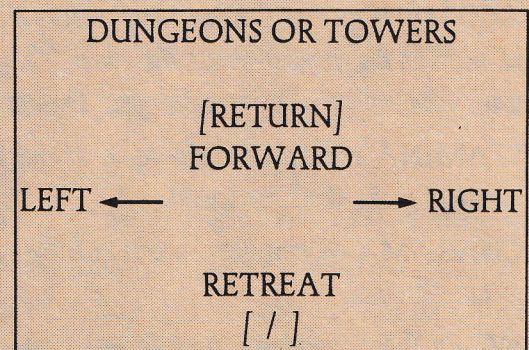 DUNGEONS OR TOWERS
[RETURN]
FORWARD
LEFT ← → RIGHT
RETREAT
[ / ]